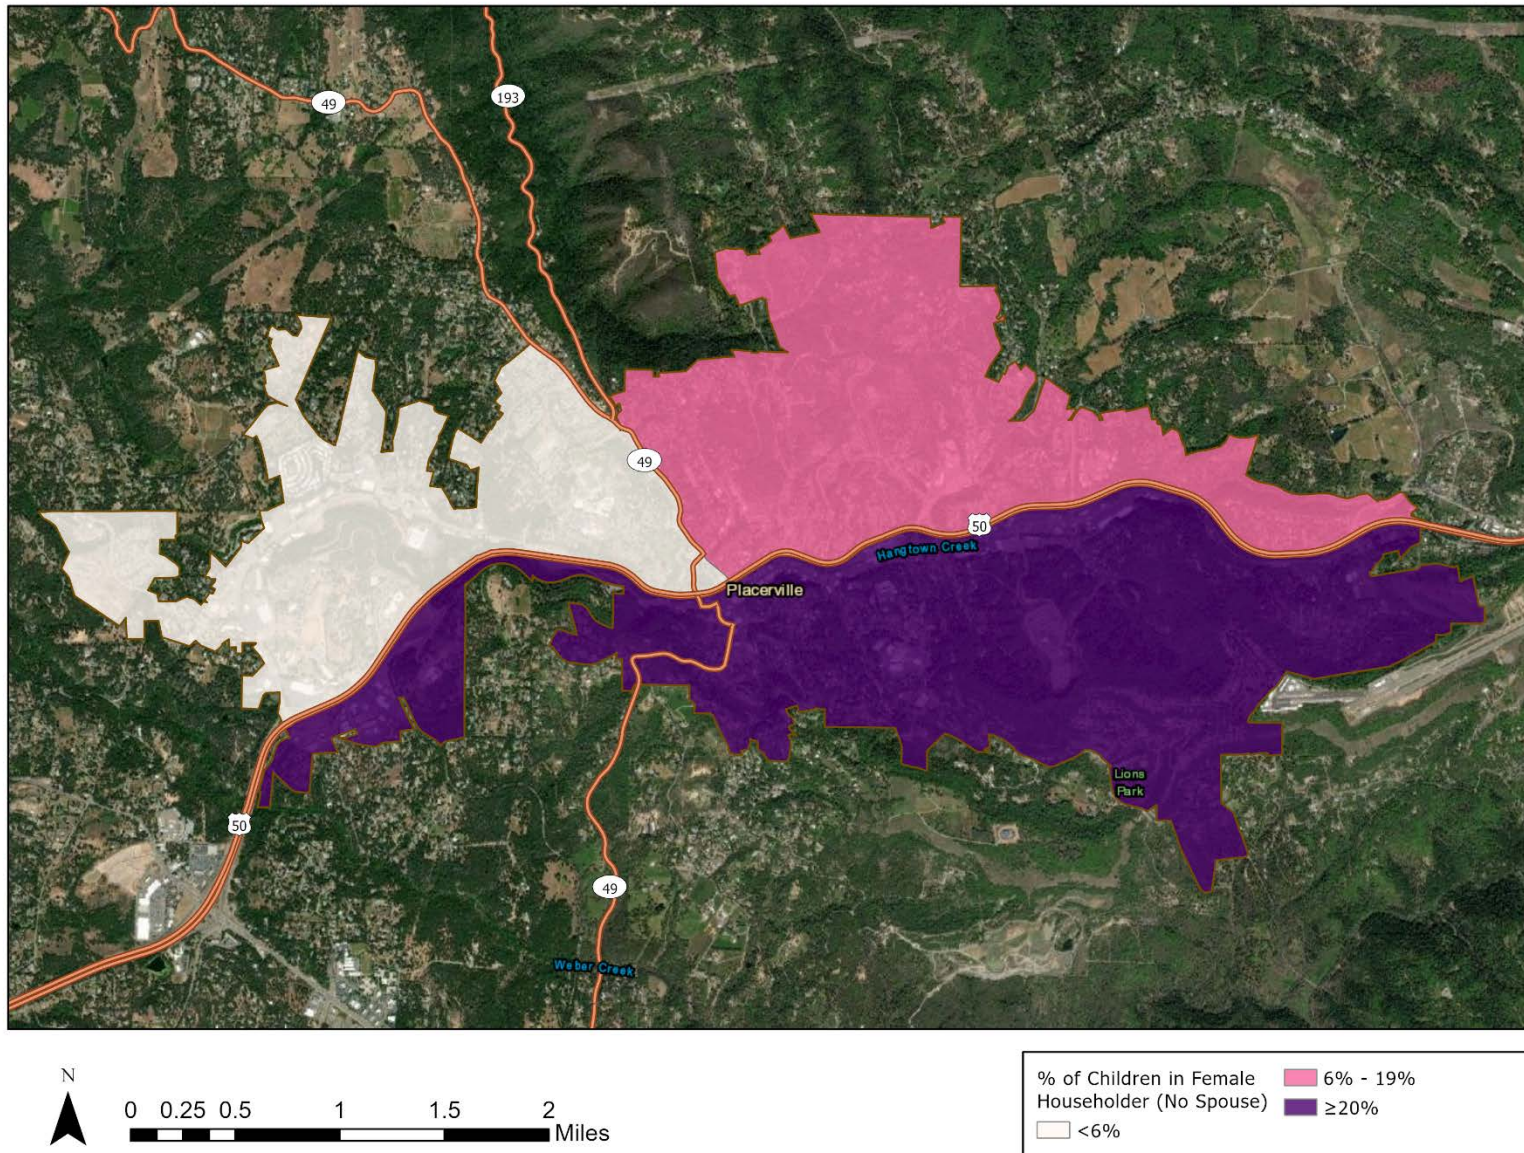 49
193
49
50
Hangtown Creek
Placerville
Lions
Park
50
49
Weber Creek
N
0 0.25 0.5 1 1.5 2
Miles
% of Children in Female
Householder (No Spouse)
<6%
6% - 19%
≥20%